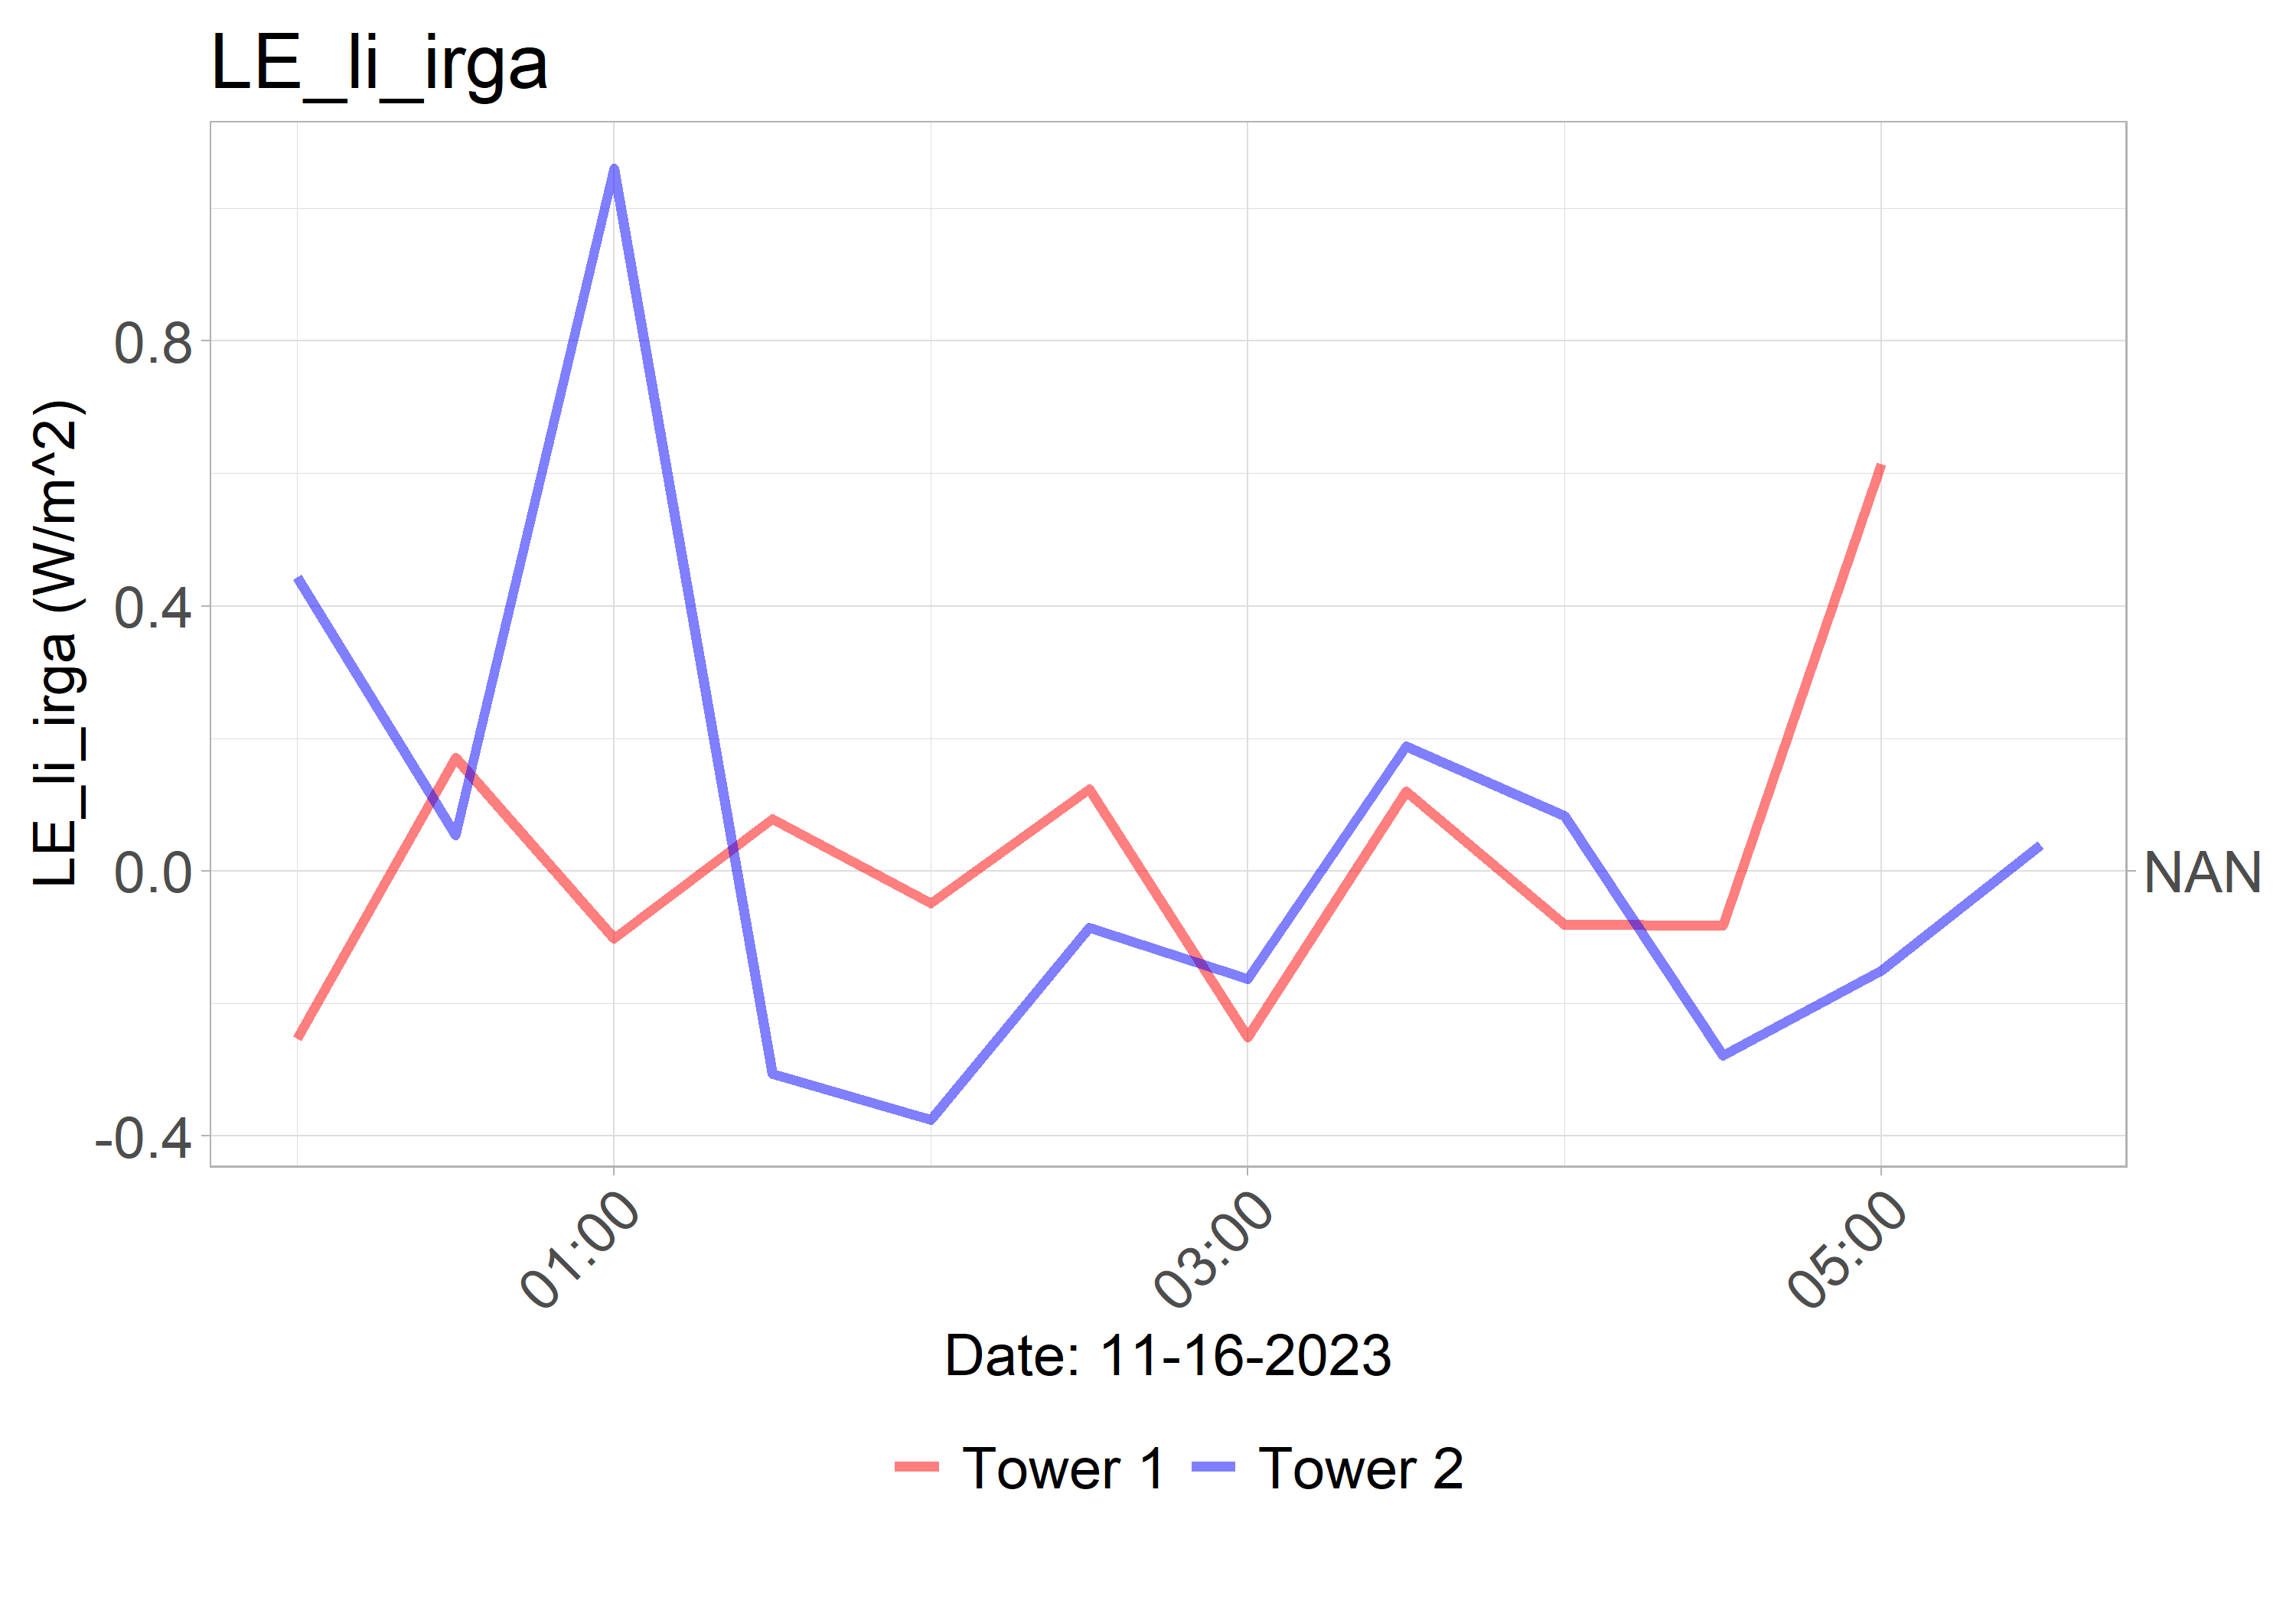 LE_li_irga
LE_li_irga (W/m^2)
0.8
0.4
0.0
-0.4
NAN
01:00
03:00
05:00
Date: 11-16-2023
Tower 1
Tower 2